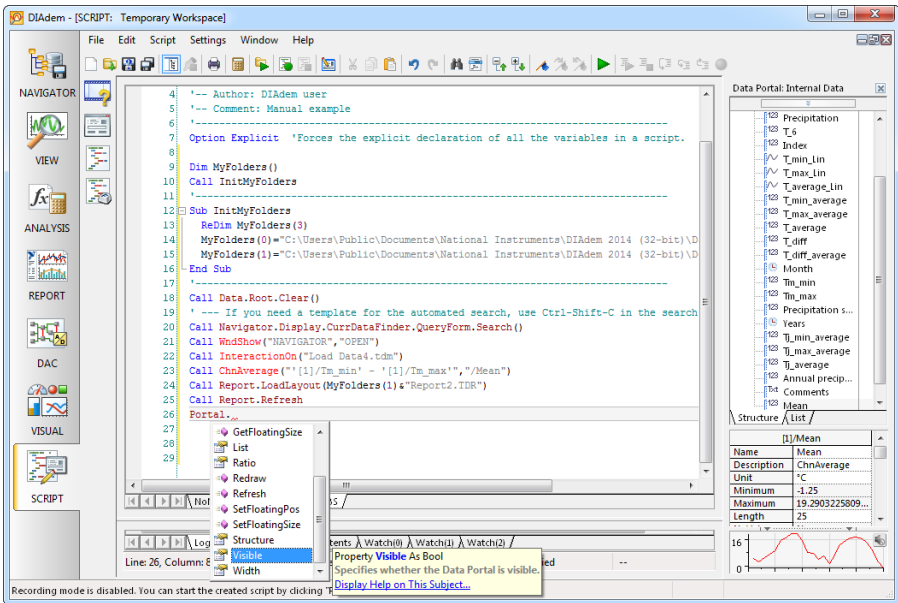 DIAdem - [SCRIPT: Temporary Workspace]
File Edit Script Settings Window Help
NAVIGATOR
VIEW
ANALYSIS
REPORT
DAC
VISUAL
SCRIPT
4 '-- Author: DIAdem user
5 '-- Comment: Manual example
6 '-------------------------------------------------------------------------------
7 Option Explicit 'Forces the explicit declaration of all the variables in a script.
8
9 Dim MyFolders()
10 Call InitMyFolders
11 '-------------------------------------------------------------------------------
12 Sub InitMyFolders
13 ReDim MyFolders(3)
14 MyFolders(0)="C:\Users\Public\Documents\National Instruments\DIAdem 2014 (32-bit)\D
15 MyFolders(1)="C:\Users\Public\Documents\National Instruments\DIAdem 2014 (32-bit)\D
16 End Sub
17 '-------------------------------------------------------------------------------
18 Call Data.Root.Clear()
19 ' --- If you need a template for the automated search, use Ctrl-Shift-C in the search
20 Call Navigator.Display.CurrDataFinder.QueryForm.Search()
21 Call WndShow("NAVIGATOR","OPEN")
22 Call InteractionOn("Load Data4.tdm")
23 Call ChnAverage("'[1]/Tm_min' - '[1]/Tm_max'","/Mean")
24 Call Report.LoadLayout(MyFolders(1)&"Report2.TDR")
25 Call Report.Refresh
26 Portal.
27
28
29
GetFloatingSize
List
Ratio
Redraw
Refresh
SetFloatingPos
SetFloatingSize
Structure
Visible
Width
Property Visible As Bool
Specifies whether the Data Portal is visible.
Display Help on This Subject...
Watch(0) Watch(1) Watch(2)
Line: 26, Column: 8
--
Recording mode is disabled. You can start the created script by clicking "R
Data Portal: Internal Data
Precipitation
T_6
Index
T_min_Lin
T_max_Lin
T_average_Lin
T_min_average
T_max_average
T_average
T_diff
T_diff_average
Month
Tm_min
Tm_max
Precipitation s...
Years
Tj_min_average
Tj_max_average
Tj_average
Annual precip...
Comments
Mean
Structure List
[1]/Mean
Name Mean
Description ChnAverage
Unit °C
Minimum -1.25
Maximum 19.2903225809...
Length 25
16
0